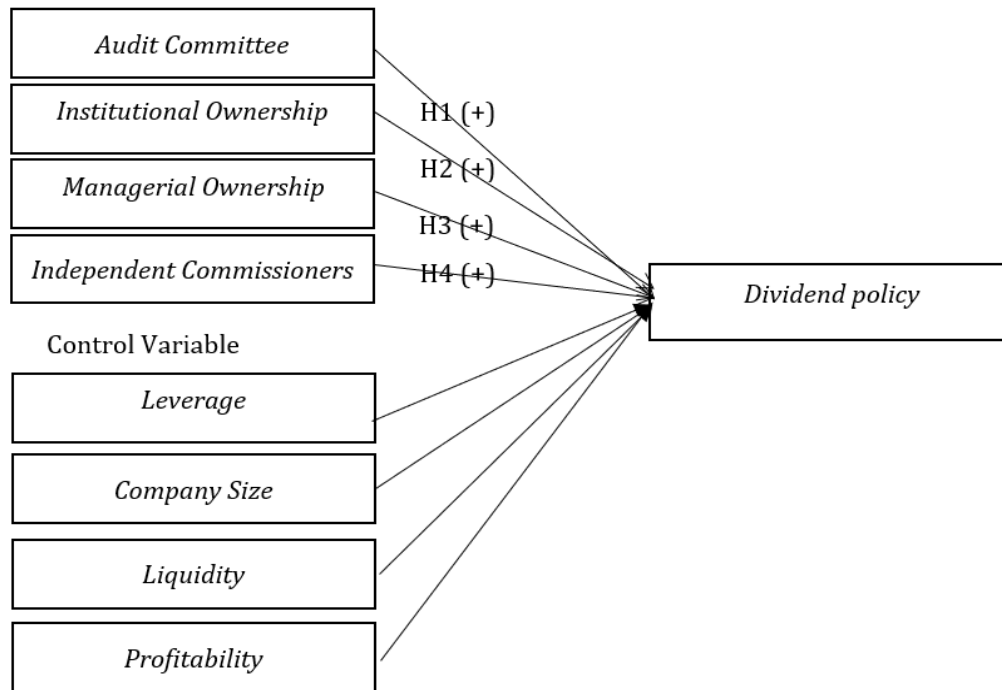 Audit Committee
Institutional Ownership
H1 (+)
H2 (+)
Managerial Ownership
H3 (+)
Independent Commissioners
H4 (+)
Dividend policy
Control Variable
Leverage
Company Size
Liquidity
Profitability